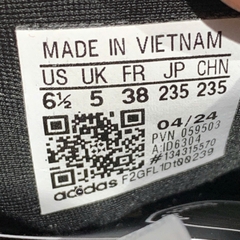 MADE IN VIETNAM
US UK FR JP CHN
6½ 5 38 235 235
04/24
PVN 059503
A:ID6304
#134315570
adidas F2GFL1Dt00239